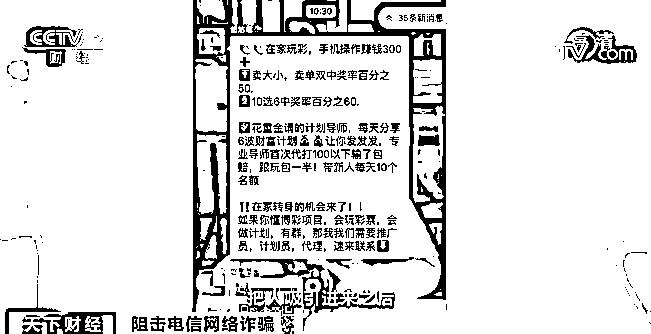 CCTV
财经
10:30
35条新消息
在家玩彩，手机操作赚钱300
+
卖大小，卖单双中奖率百分之
50.
10选6中奖率百分之60.
花重金请的计划导师，每天分享
6波财富计划 让你发发发，专
业导师首次代打100以下输了包
赔，跟玩包一半！带新人每天10个
名额
在家转身的机会来了！！
如果你懂博彩项目，会玩彩票，会
做计划，有群，那我我们需要推广
员，计划员，代理，速来联系
把人吸引进来之后
天下财经
阻击电信网络诈骗